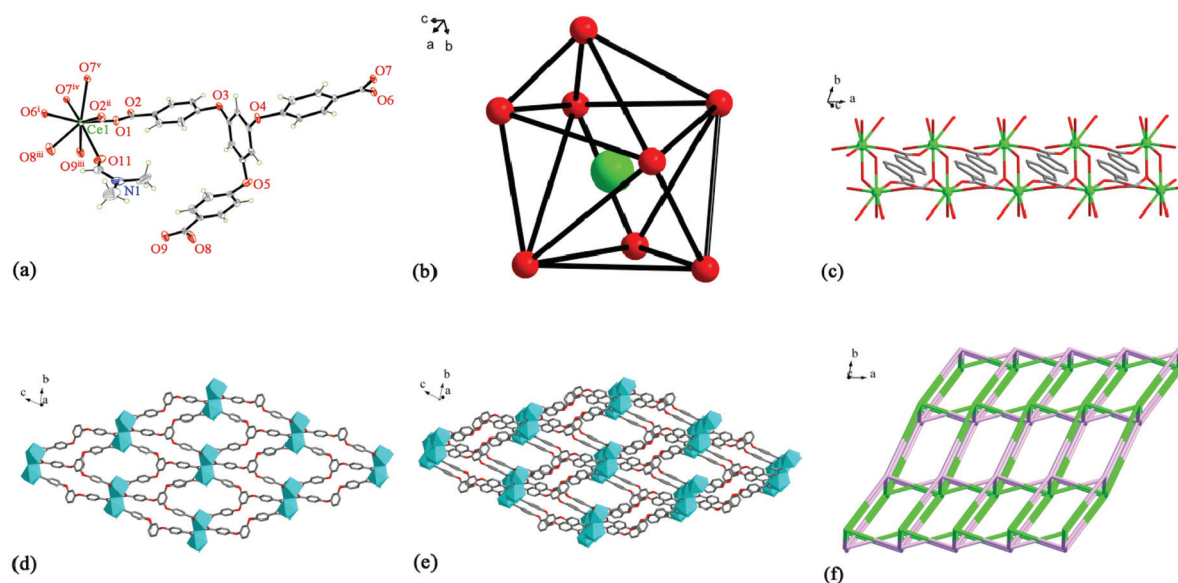 O7ᵛ
O7ⁱᵛ
O6ⁱ
O2ⁱⁱ
O2
Ce1
O1
O8ⁱⁱⁱ
O9ⁱⁱⁱ
O11
N1
O3
O4
O7
O6
O5
O9
O8
(a)
c
a
b
(b)
b
a
c
(c)
b
c
a
(d)
b
c
a
(e)
b
c
a
(f)